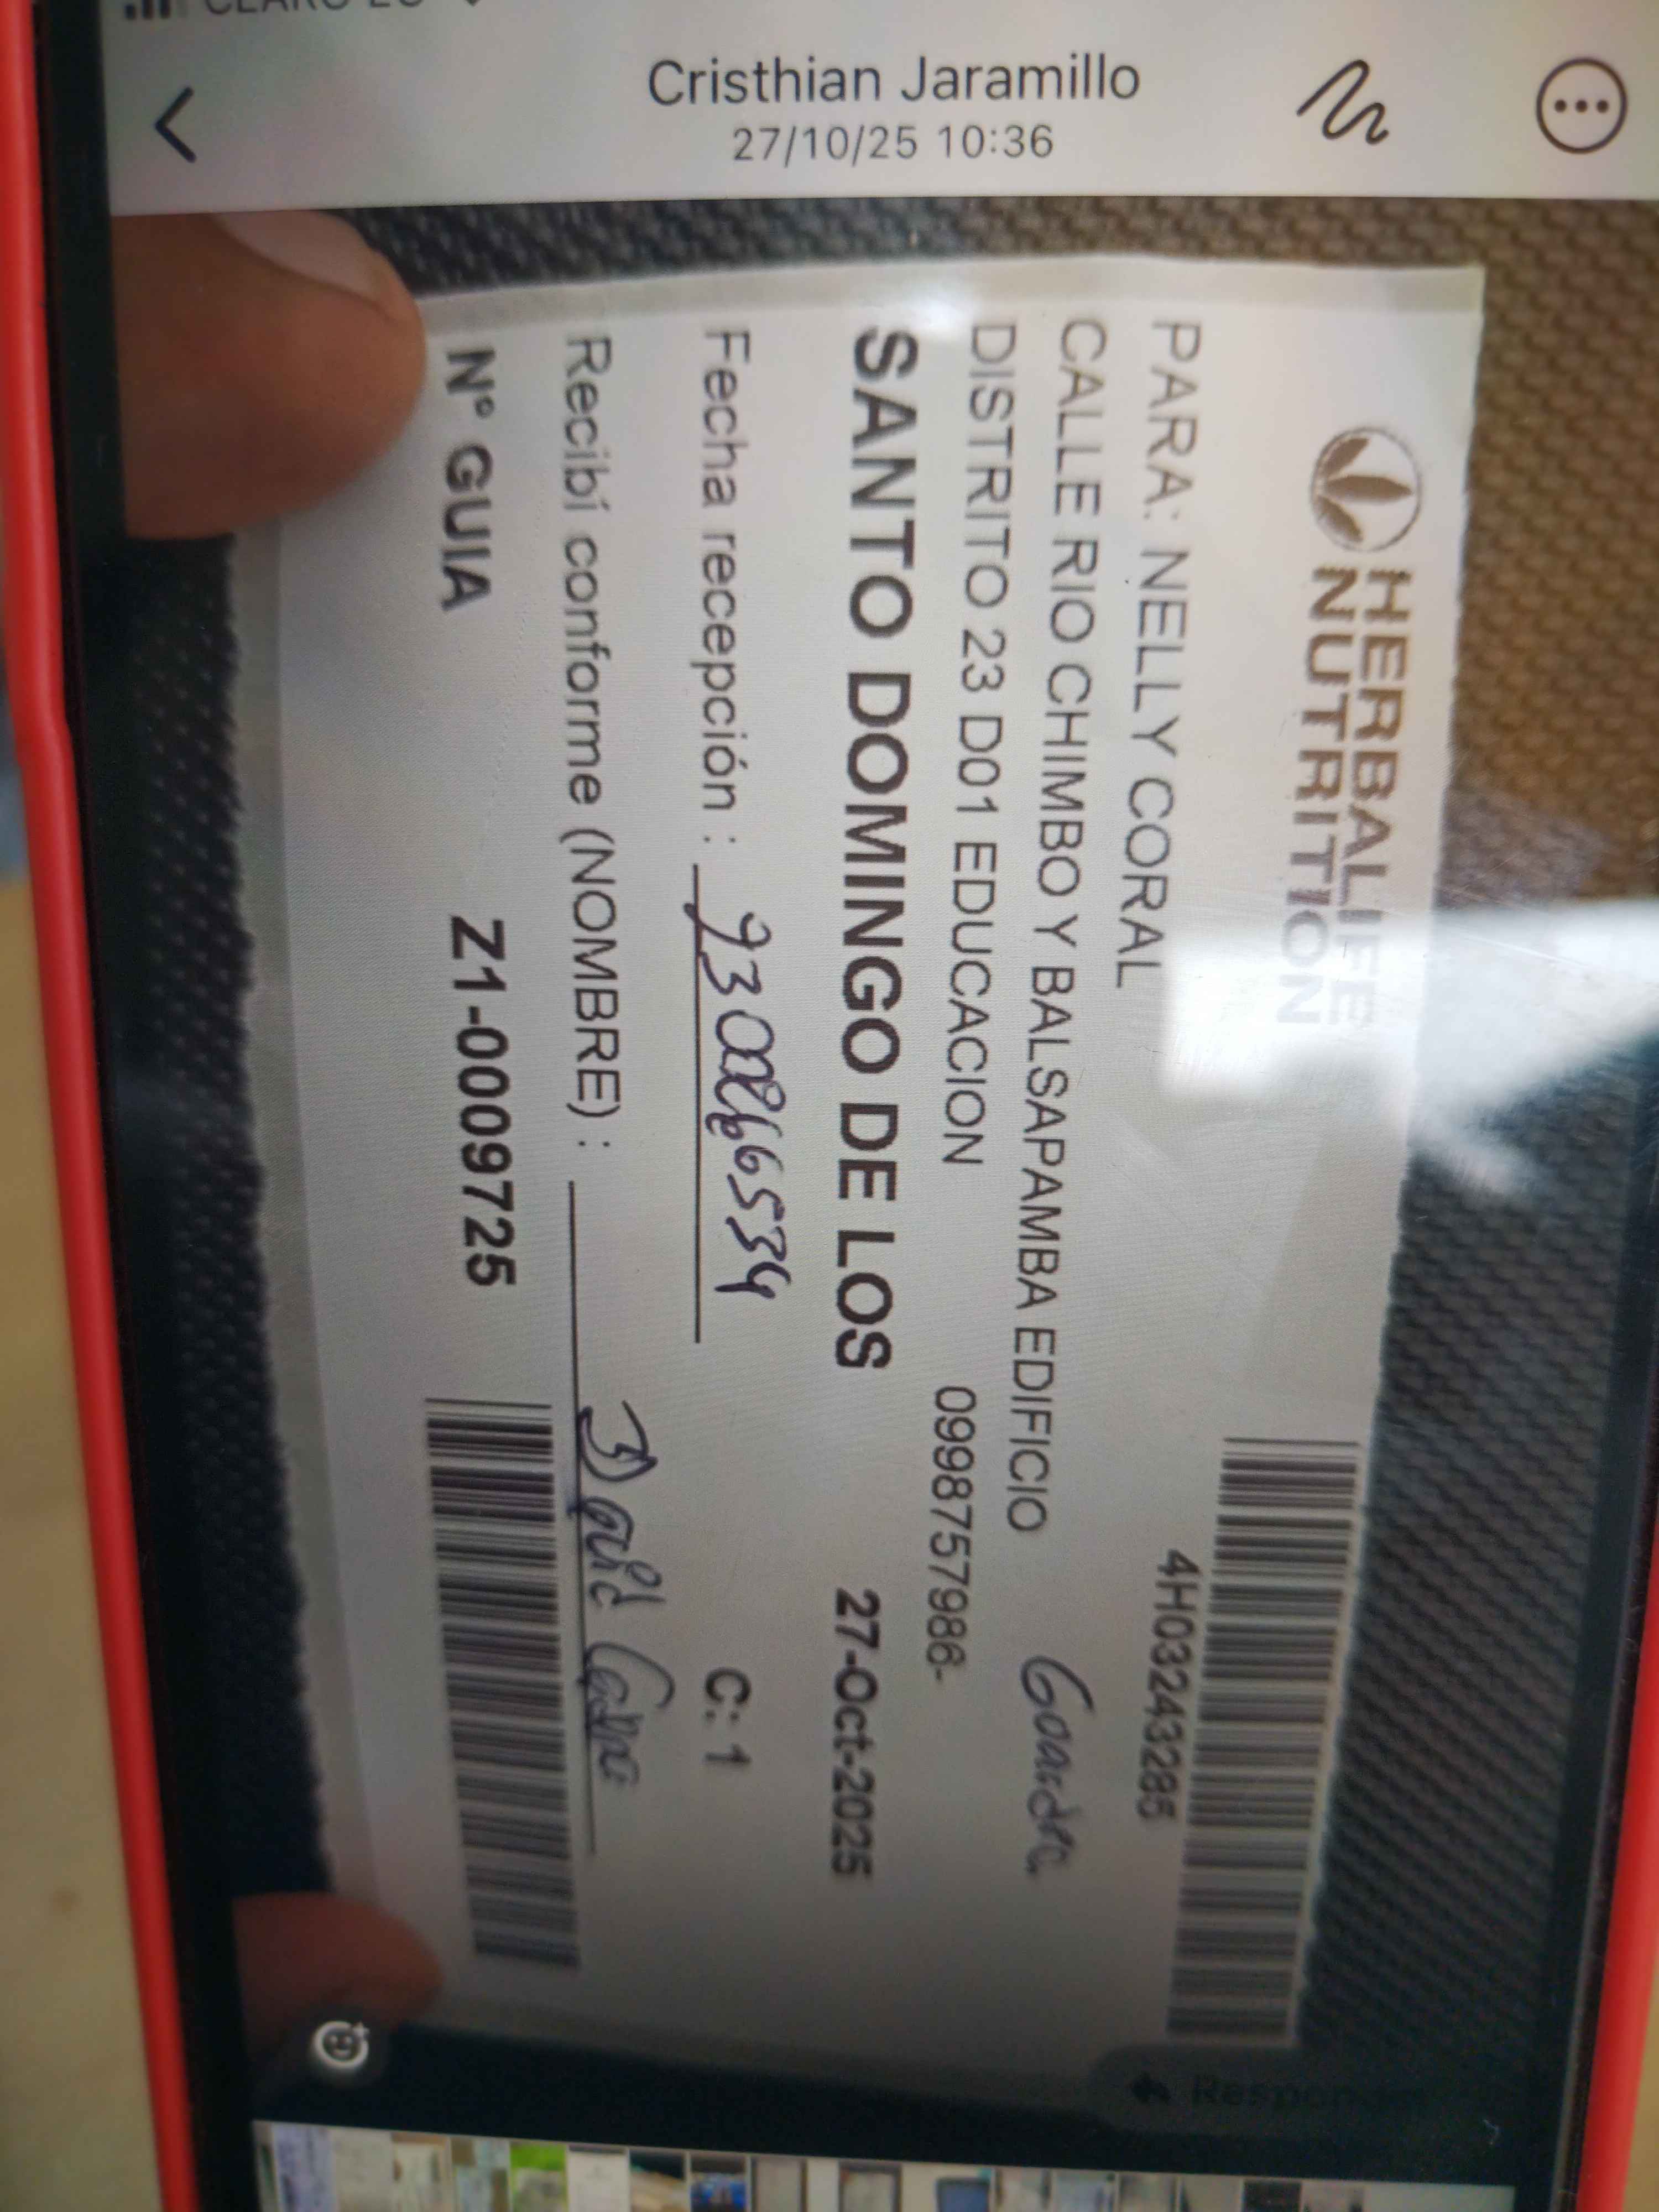 Cristhian Jaramillo
27/10/25 10:36
HERBALIFE
NUTRITION
4H03243285
PARA: NELLY CORAL
CALLE RIO CHIMBO Y BALSAPAMBA EDIFICIO
DISTRITO 23 D01 EDUCACION
0998757986-
SANTO DOMINGO DE LOS
27-Oct-2025
Fecha recepción :
C: 1
Recibí conforme (NOMBRE) : David
N° GUIA
Z1-0009725